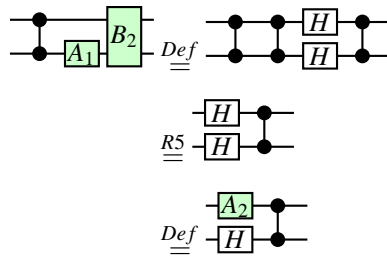 A₁ B₂ Def = H H
R5 = H H
Def = A₂ H